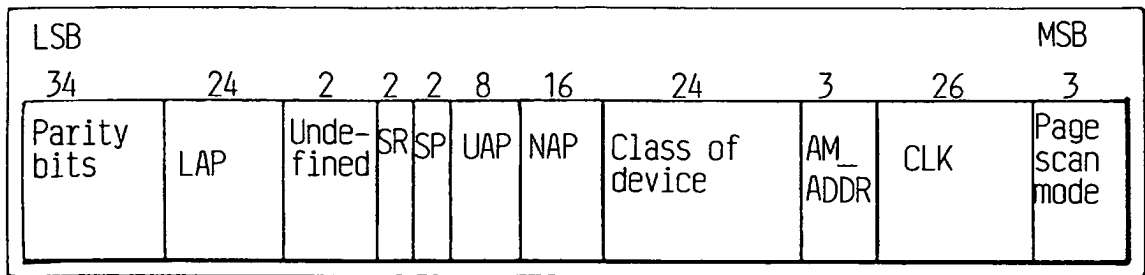 LSB MSB
34 24 2 2 2 8 16 24 3 26 3
Parity bits
LAP
Unde-
fined
SR
SP
UAP
NAP
Class of
device
AM_
ADDR
CLK
Page
scan
mode